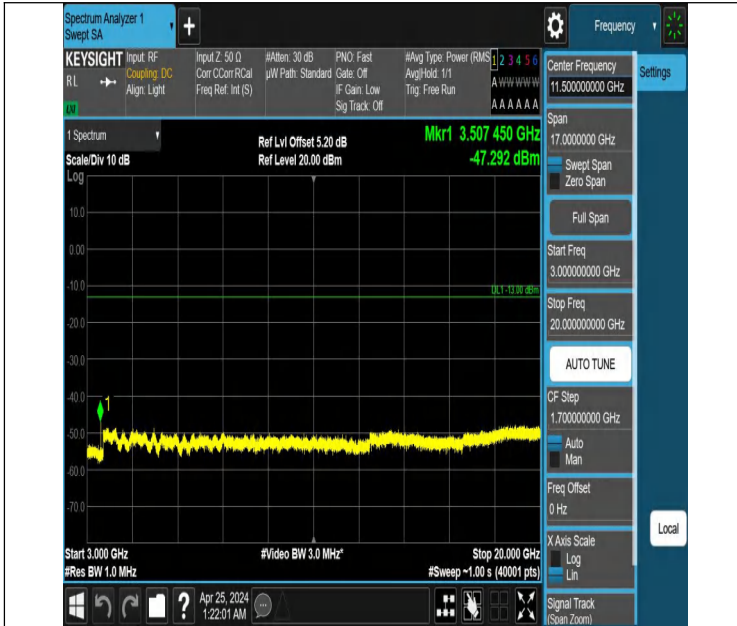 Spectrum Analyzer 1
Swept SA
+
Frequency
KEYSIGHT
RL
Input: RF
Coupling: DC
Align: Light
Input Z: 50 Ω
Corr CCorr RCal
Freq Ref: Int (S)
#Atten: 30 dB
µW Path: Standard
PNO: Fast
Gate: Off
IF Gain: Low
Sig Track: Off
#Avg Type: Power (RMS
Avg|Hold: 1/1
Trig: Free Run
1 2 3 4 5 6
A W W W W W
A A A A A A
1 Spectrum
Scale/Div 10 dB
Log
Ref Lvl Offset 5.20 dB
Ref Level 20.00 dBm
Mkr1 3.507 450 GHz
-47.292 dBm
10.0
0.00
-10.0
DL1 -13.00 dBm
-20.0
-30.0
-40.0
1
-50.0
-60.0
-70.0
Start 3.000 GHz
#Res BW 1.0 MHz
#Video BW 3.0 MHz*
Stop 20.000 GHz
#Sweep ~1.00 s (40001 pts)
?
Apr 25, 2024
1:22:01 AM
Center Frequency
11.500000000 GHz
Settings
Span
17.0000000 GHz
Swept Span
Zero Span
Full Span
Start Freq
3.000000000 GHz
Stop Freq
20.000000000 GHz
AUTO TUNE
CF Step
1.700000000 GHz
Auto
Man
Freq Offset
0 Hz
X Axis Scale
Log
Lin
Local
Signal Track
(Span Zoom)